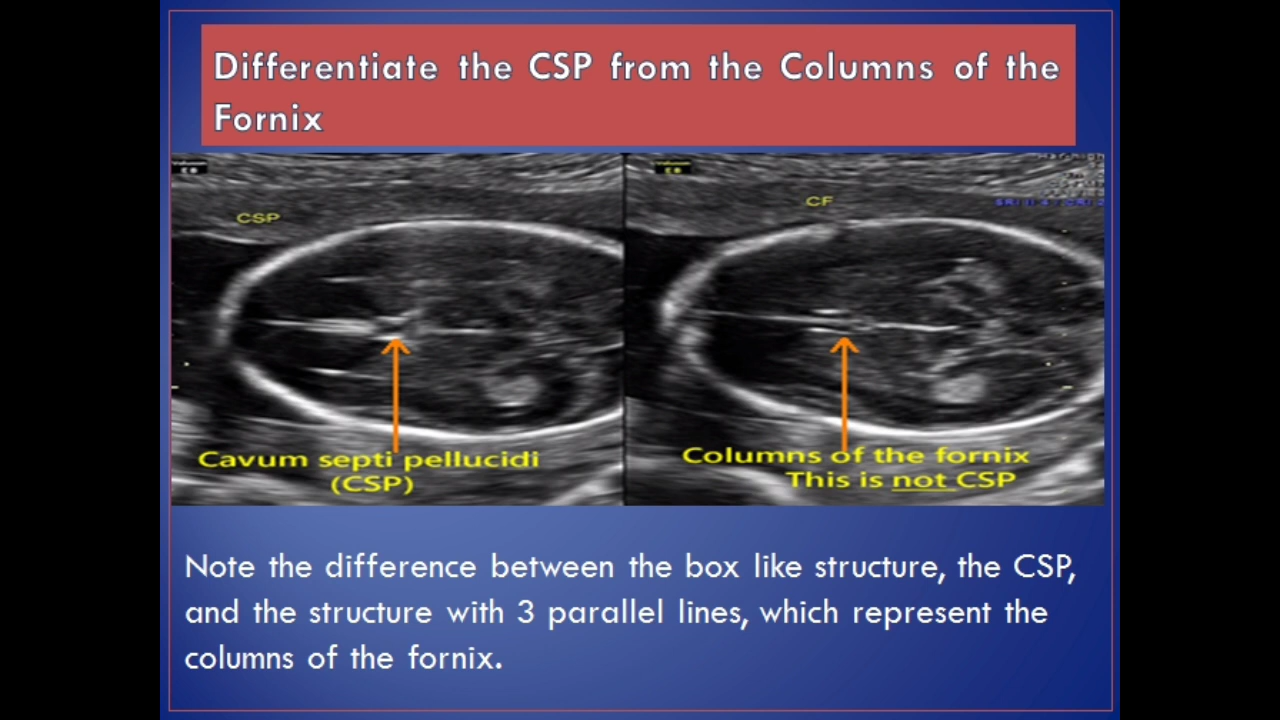 Differentiate the CSP from the Columns of the
Fornix
CSP
CF
Cavum septi pellucidi
(CSP)
Columns of the fornix
This is not CSP
Note the difference between the box like structure, the CSP,
and the structure with 3 parallel lines, which represent the
columns of the fornix.